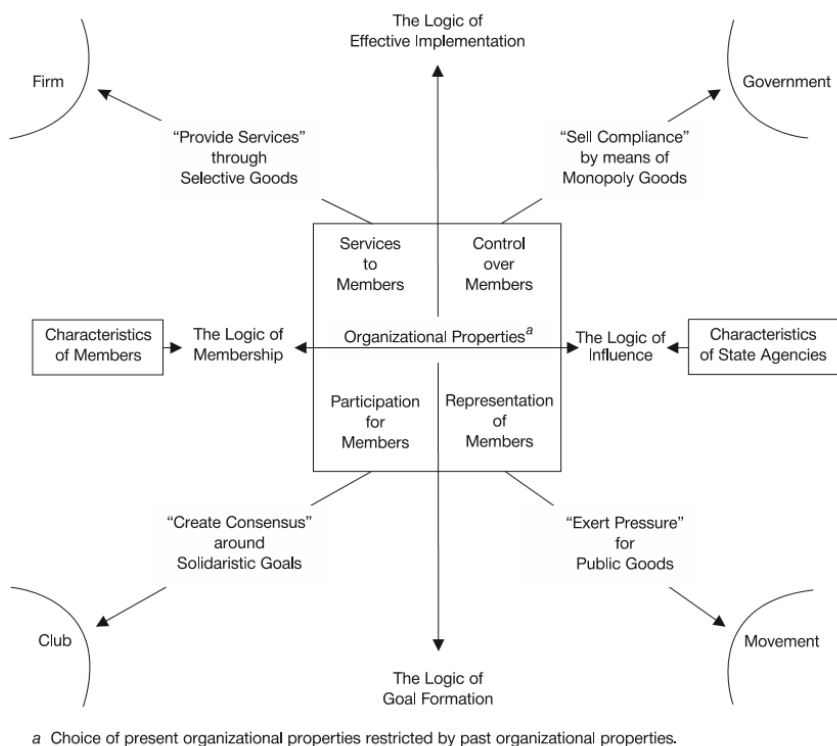 The Logic of
Effective Implementation
Firm
Government
“Provide Services”
through
Selective Goods
“Sell Compliance”
by means of
Monopoly Goods
Services
to
Members
Control
over
Members
Characteristics
of Members
The Logic of
Membership
Organizational Propertiesᵃ
The Logic of
Influence
Characteristics
of State Agencies
Participation
for
Members
Representation
of
Members
“Create Consensus”
around
Solidaristic Goals
“Exert Pressure”
for
Public Goods
Club
Movement
The Logic of
Goal Formation
a Choice of present organizational properties restricted by past organizational properties.